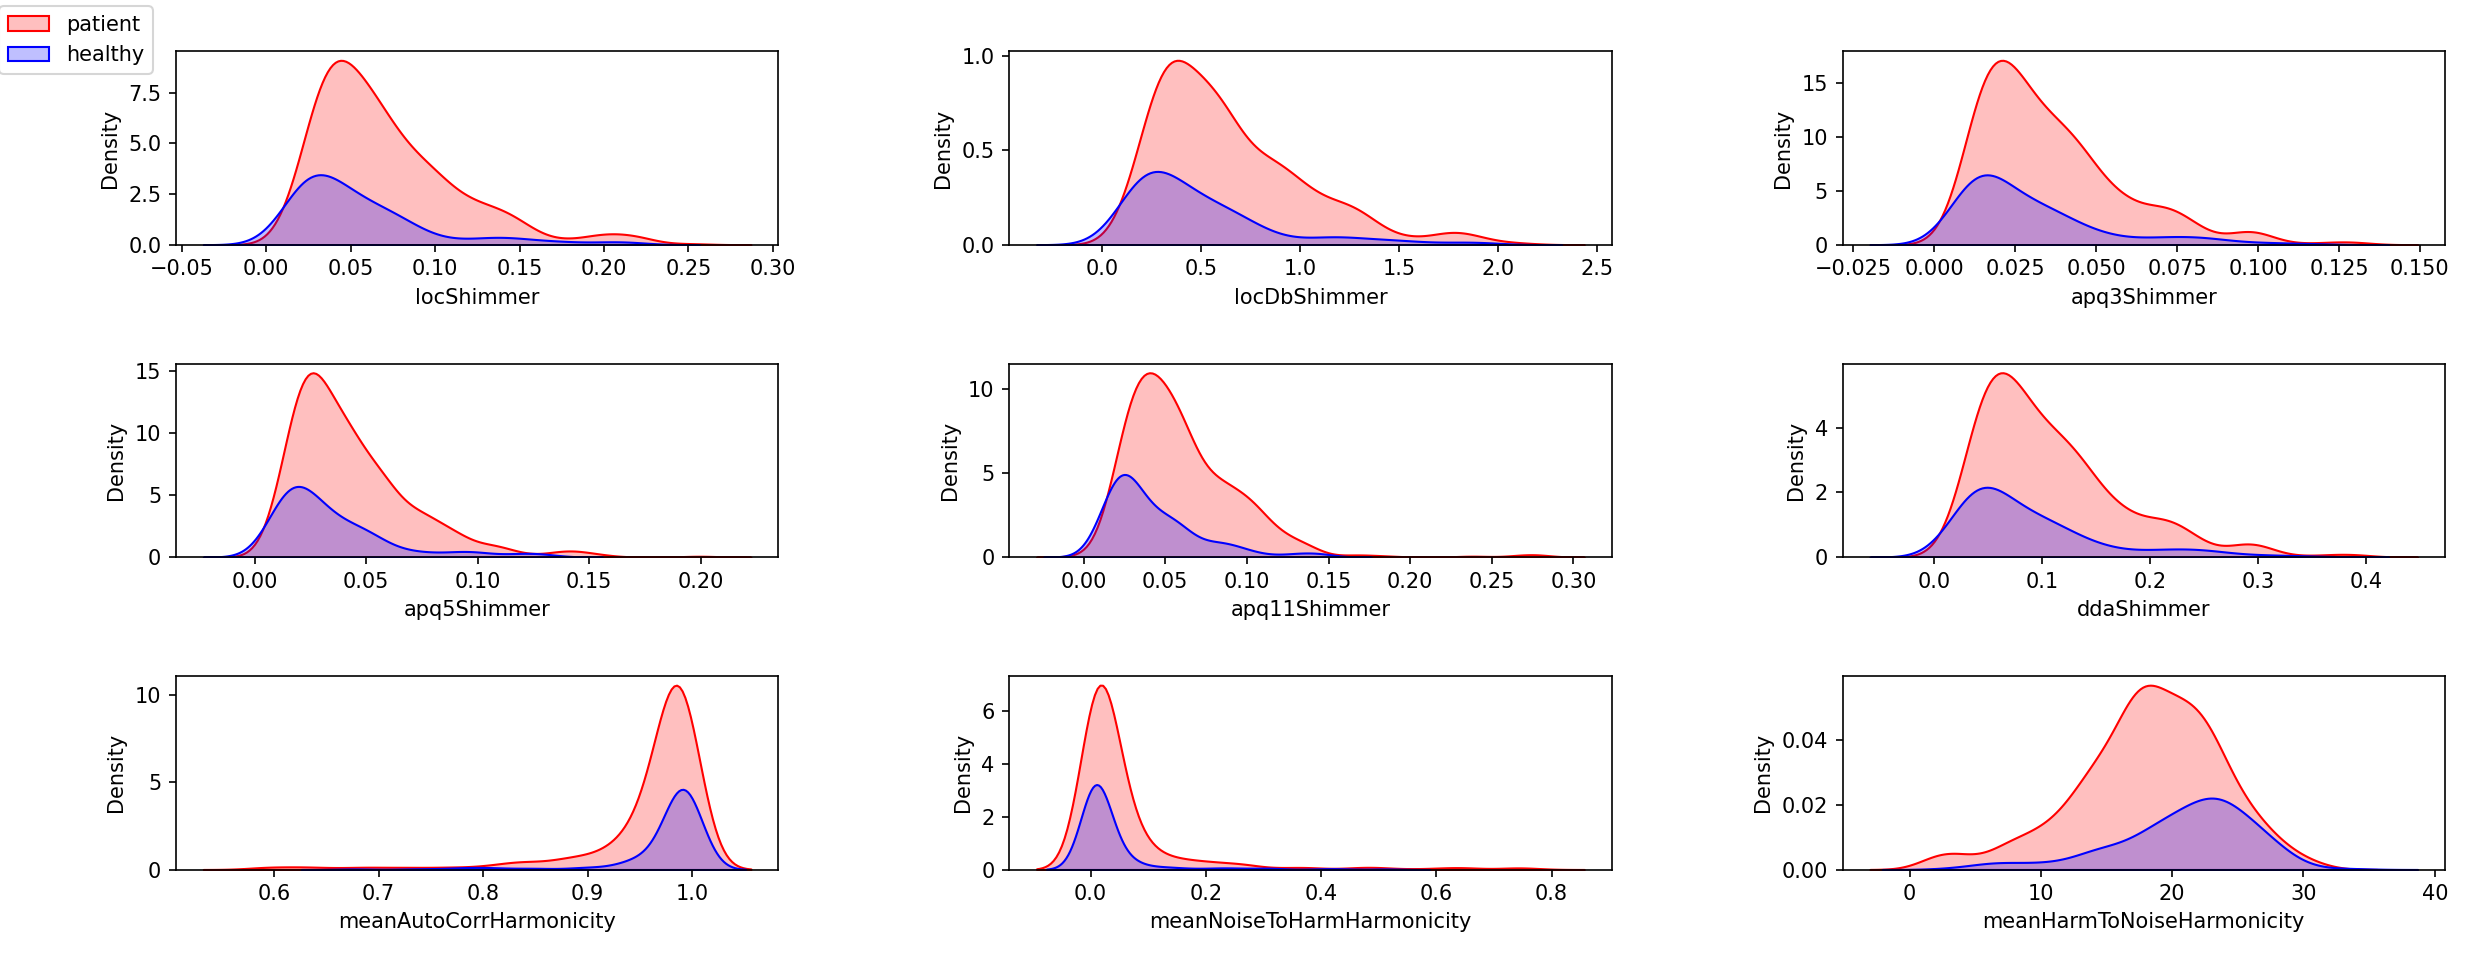 patient
healthy
Density
7.5
5.0
2.5
0.0
−0.05 0.00 0.05 0.10 0.15 0.20 0.25 0.30
locShimmer
Density
1.0
0.5
0.0
0.0 0.5 1.0 1.5 2.0 2.5
locDbShimmer
Density
15
10
5
0
−0.025 0.000 0.025 0.050 0.075 0.100 0.125 0.150
apq3Shimmer
Density
15
10
5
0
0.00 0.05 0.10 0.15 0.20
apq5Shimmer
Density
10
5
0
0.00 0.05 0.10 0.15 0.20 0.25 0.30
apq11Shimmer
Density
4
2
0
0.0 0.1 0.2 0.3 0.4
ddaShimmer
Density
10
5
0
0.6 0.7 0.8 0.9 1.0
meanAutoCorrHarmonicity
Density
6
4
2
0
0.0 0.2 0.4 0.6 0.8
meanNoiseToHarmHarmonicity
Density
0.04
0.02
0.00
0 10 20 30 40
meanHarmToNoiseHarmonicity